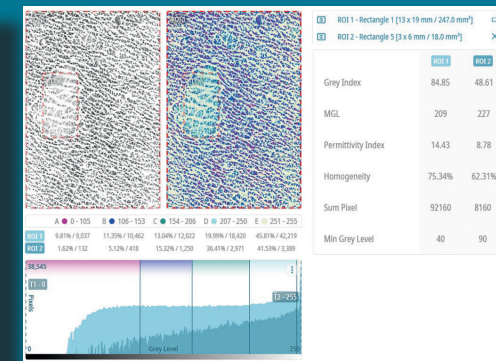 ROI 1 - Rectangle 1 [13 x 19 mm / 247.0 mm²]
ROI 2 - Rectangle 5 [3 x 6 mm / 18.0 mm²]
ROI 1 ROI 2
Grey Index 84.85 48.61
MGL 209 227
Permittivity Index 14.43 8.78
Homogeneity 75.34% 62.31%
Sum Pixel 92160 8160
Min Grey Level 40 90
A 0 - 105 B 106 - 153 C 154 - 206 D 207 - 250 E 251 - 255
ROI 1 9.81% / 9,037 11.35% / 10,462 13.04% / 12,022 19.99% / 18,420 45.81% / 42,219
ROI 2 1.62% / 132 5.12% / 418 15.32% / 1,250 36.41% / 2,971 41.53% / 3,389
38,545
T1 - 0
T2 - 255
Pixels
0 Grey Level 255